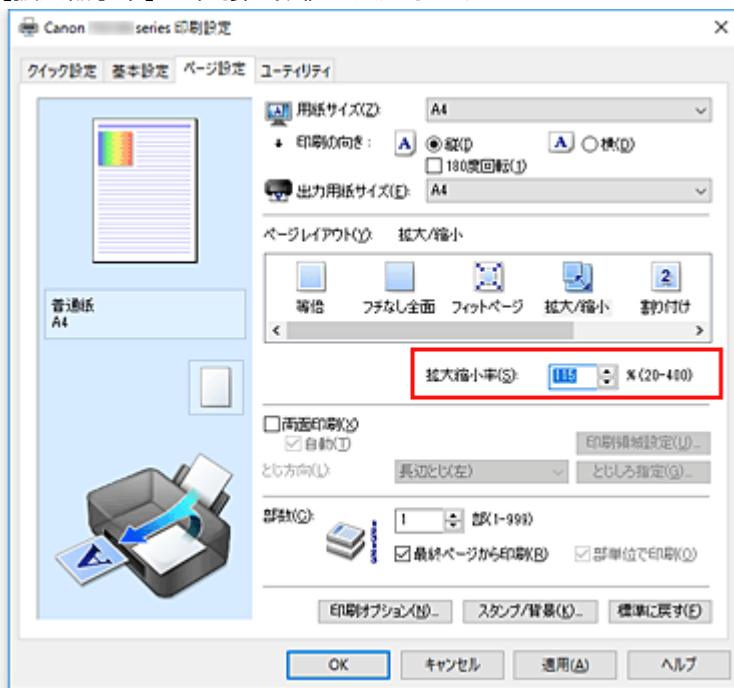 Canon series 印刷設定
クイック設定 基本設定 ページ設定 ユーティリティ
用紙サイズ(Z): A4
印刷の向き: A 縦(I) A 横(D)
180度回転(1)
出力用紙サイズ(E): A4
ページレイアウト(Y): 拡大/縮小
等倍 フチなし全面 フィットページ 拡大/縮小 割り付け
普通紙
A4
拡大縮小率(S): 115 % (20-400)
両面印刷(X)
自動(T) 印刷領域設定(U)...
とじ方向(L): 長辺とじ(左) とじしろ指定(G)...
部数(C): 1 部(1-999)
最終ページから印刷(R) 部単位で印刷(O)
印刷オプション(N)... スタンプ/背景(K)... 標準に戻す(F)
OK キャンセル 適用(A) ヘルプ